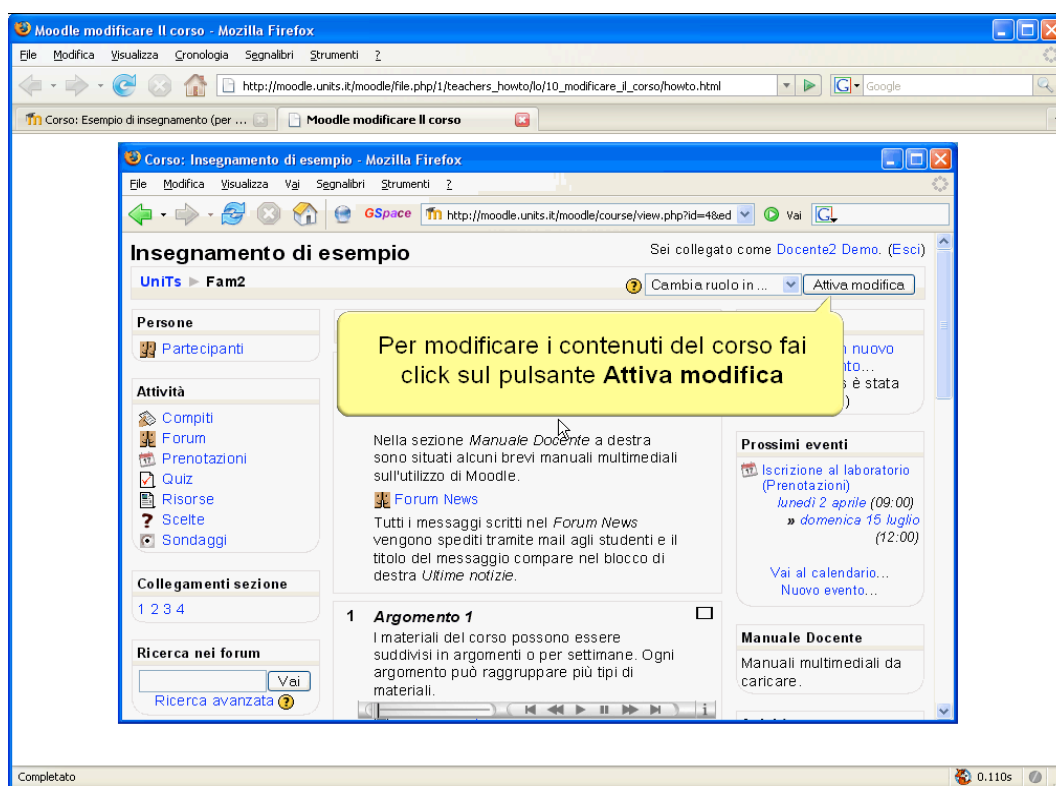 Moodle modificare Il corso - Mozilla Firefox
File Modifica Visualizza Cronologia Segnalibri Strumenti ?
http://moodle.units.it/moodle/file.php/1/teachers_howto/lo/10_modificare_il_corso/howto.html
Google
Corso: Esempio di insegnamento (per ...
Moodle modificare Il corso
Corso: Insegnamento di esempio - Mozilla Firefox
File Modifica Visualizza Vai Segnalibri Strumenti ?
GSpace
http://moodle.units.it/moodle/course/view.php?id=4&ed
Vai
Insegnamento di esempio
Sei collegato come Docente2 Demo. (Esci)
UniTs ► Fam2
Cambia ruolo in ...
Attiva modifica
Per modificare i contenuti del corso fai
click sul pulsante Attiva modifica
Persone
Partecipanti
Attività
Compiti
Forum
Prenotazioni
Quiz
Risorse
Scelte
Sondaggi
Collegamenti sezione
1 2 3 4
Ricerca nei forum
Vai
Ricerca avanzata
Nella sezione Manuale Docente a destra
sono situati alcuni brevi manuali multimediali
sull'utilizzo di Moodle.
Forum News
Tutti i messaggi scritti nel Forum News
vengono spediti tramite mail agli studenti e il
titolo del messaggio compare nel blocco di
destra Ultime notizie.
1 Argomento 1
I materiali del corso possono essere
suddivisi in argomenti o per settimane. Ogni
argomento può raggruppare più tipi di
materiali.
nuovo
...
è stata
)
Prossimi eventi
Iscrizione al laboratorio
(Prenotazioni)
lunedì 2 aprile (09:00)
» domenica 15 luglio
(12:00)
Vai al calendario...
Nuovo evento...
Manuale Docente
Manuali multimediali da
caricare.
Completato
0.110s